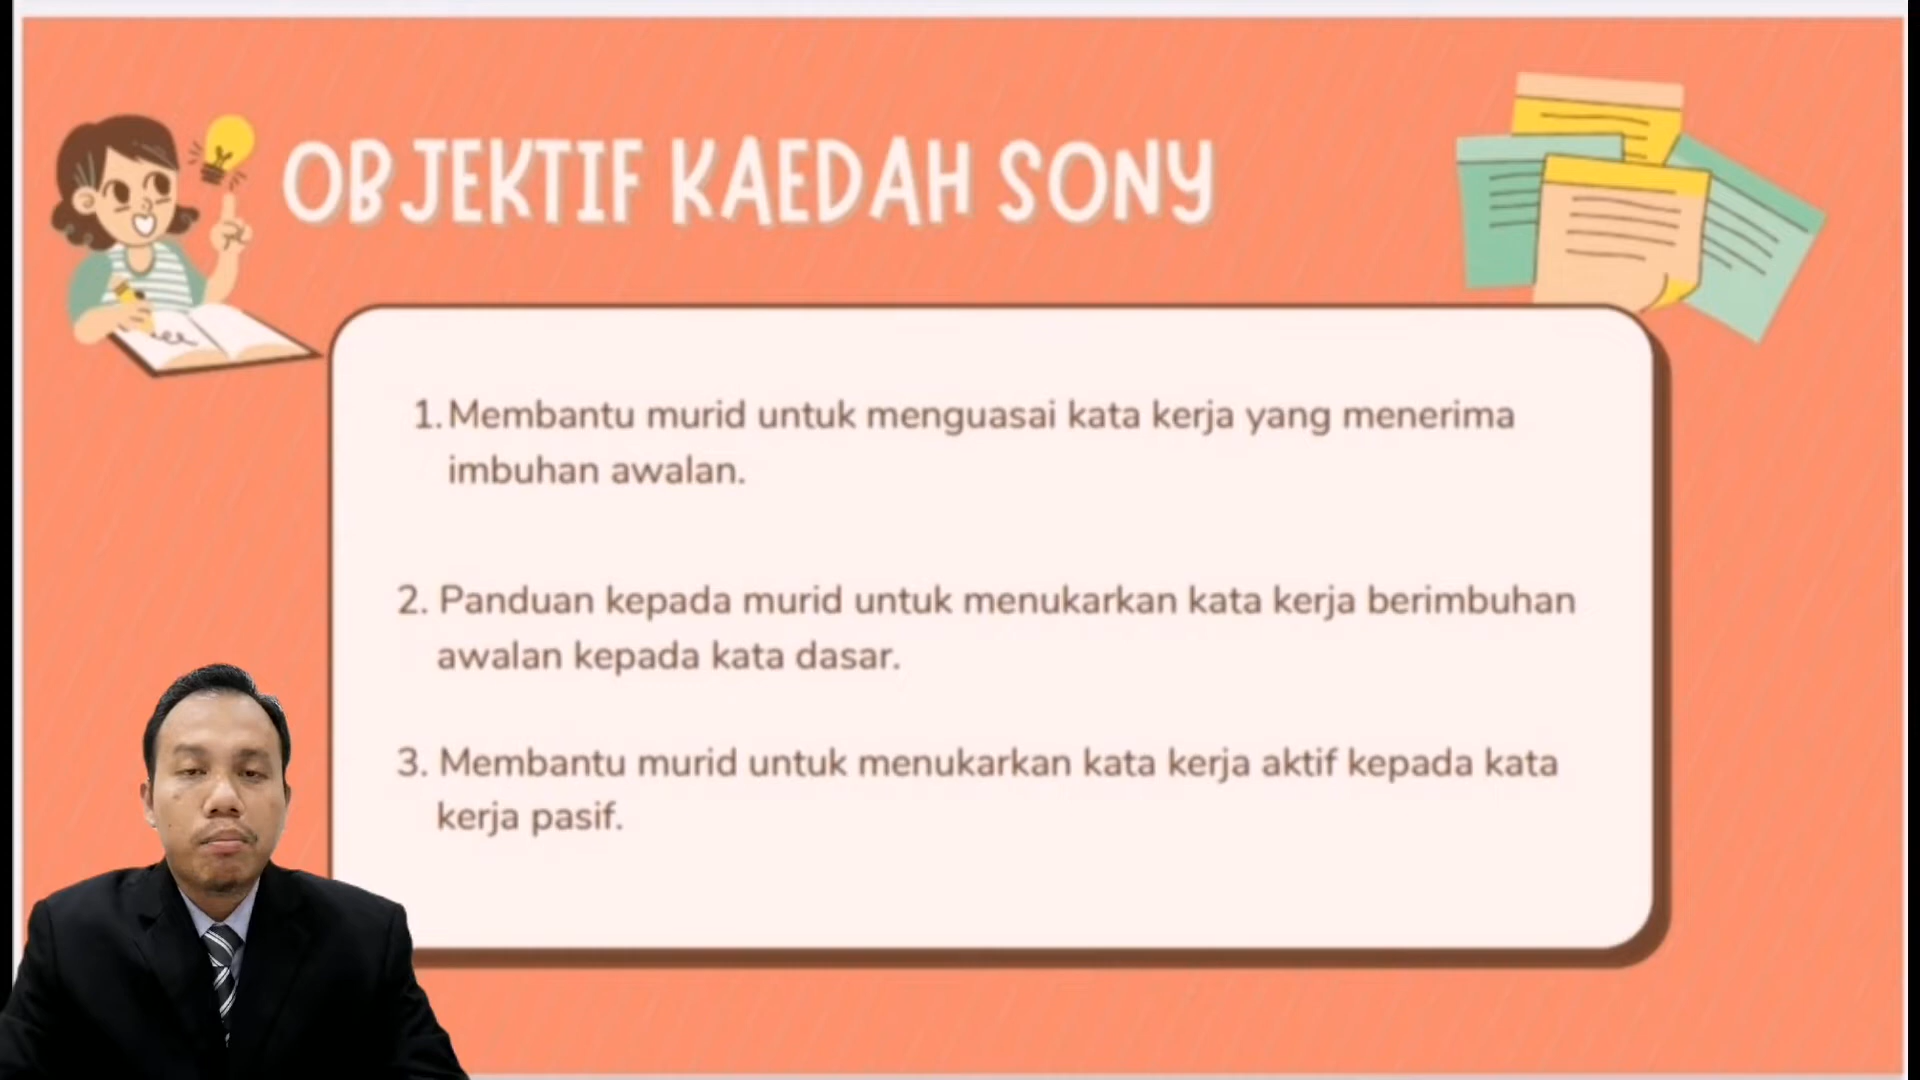 OBJEKTIF KAEDAH SONY
1. Membantu murid untuk menguasai kata kerja yang menerima
imbuhan awalan.
2. Panduan kepada murid untuk menukarkan kata kerja berimbuhan
awalan kepada kata dasar.
3. Membantu murid untuk menukarkan kata kerja aktif kepada kata
kerja pasif.